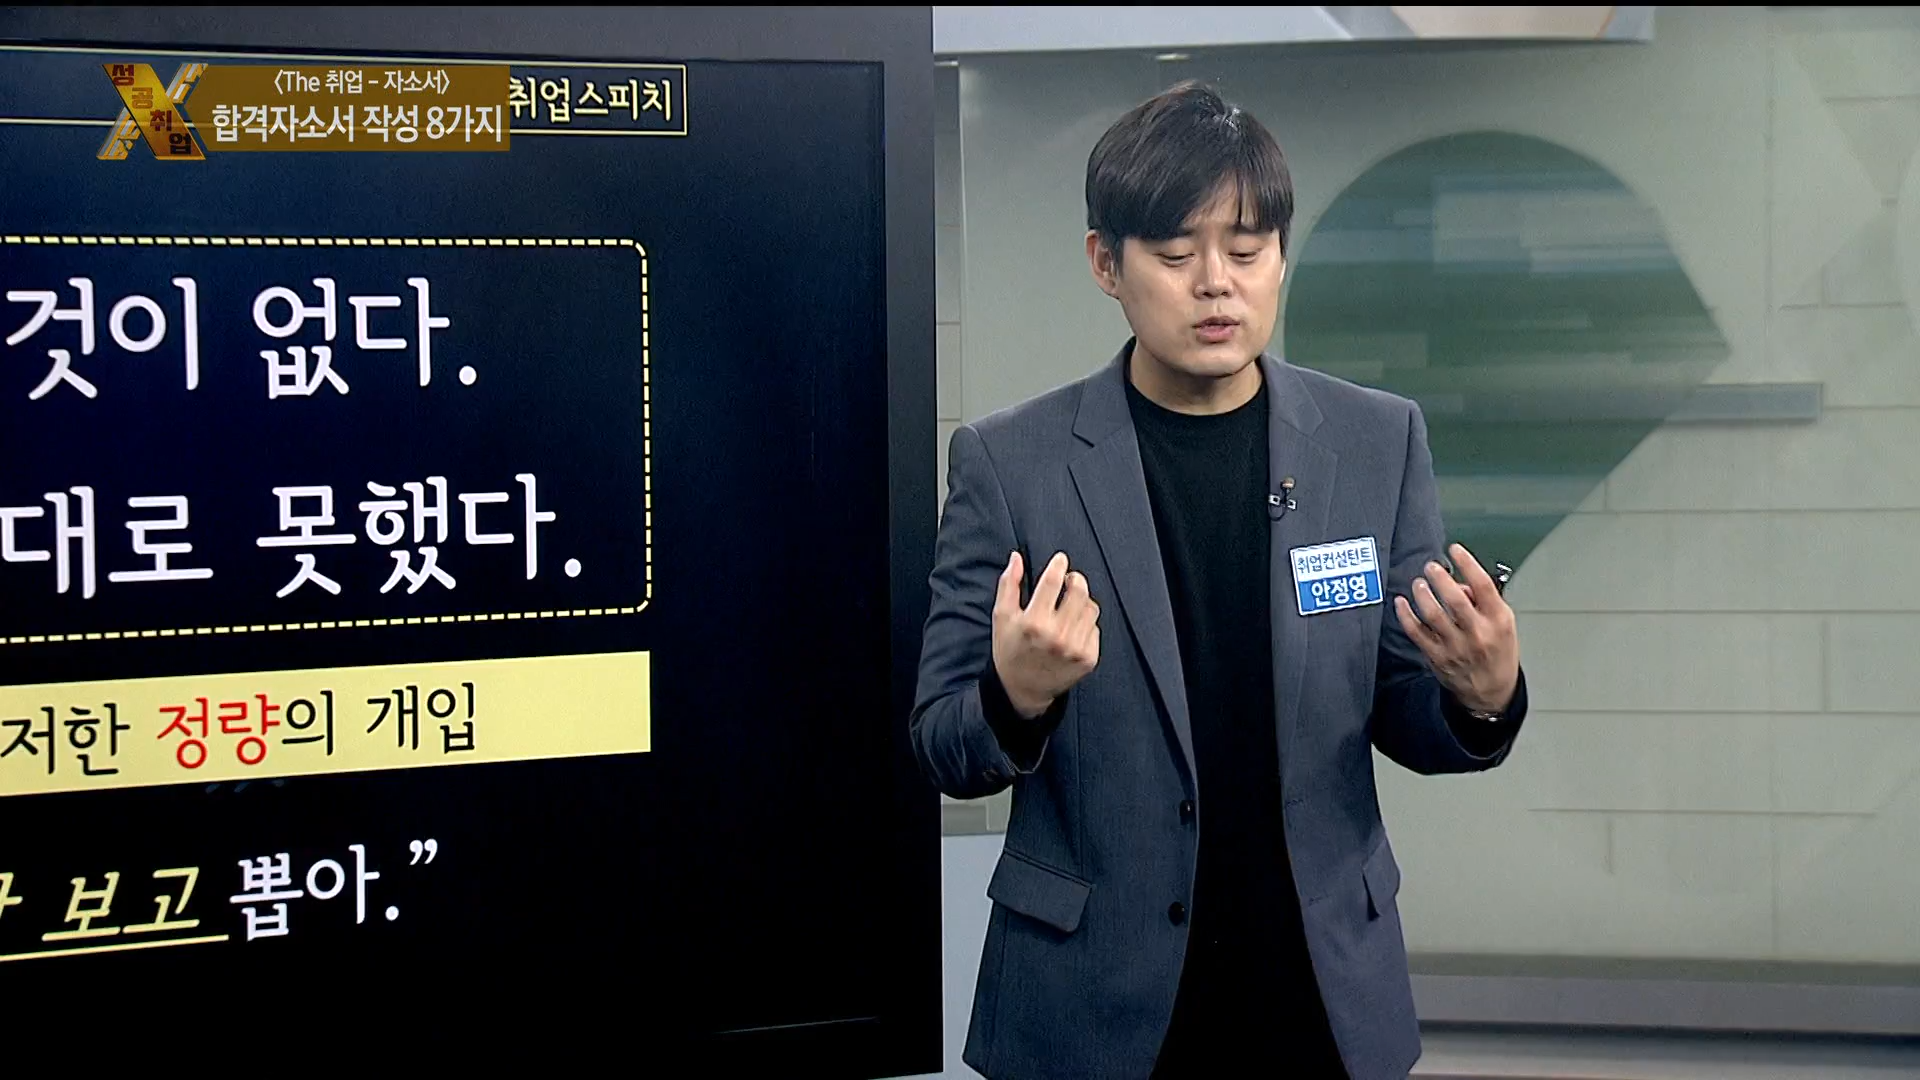 성공취업
〈The 취업 - 자소서〉
합격자소서 작성 8가지
취업스피치
것이 없다.
대로 못했다.
저한 정량의 개입
보고 뽑아.”
취업컨설턴트
안정영